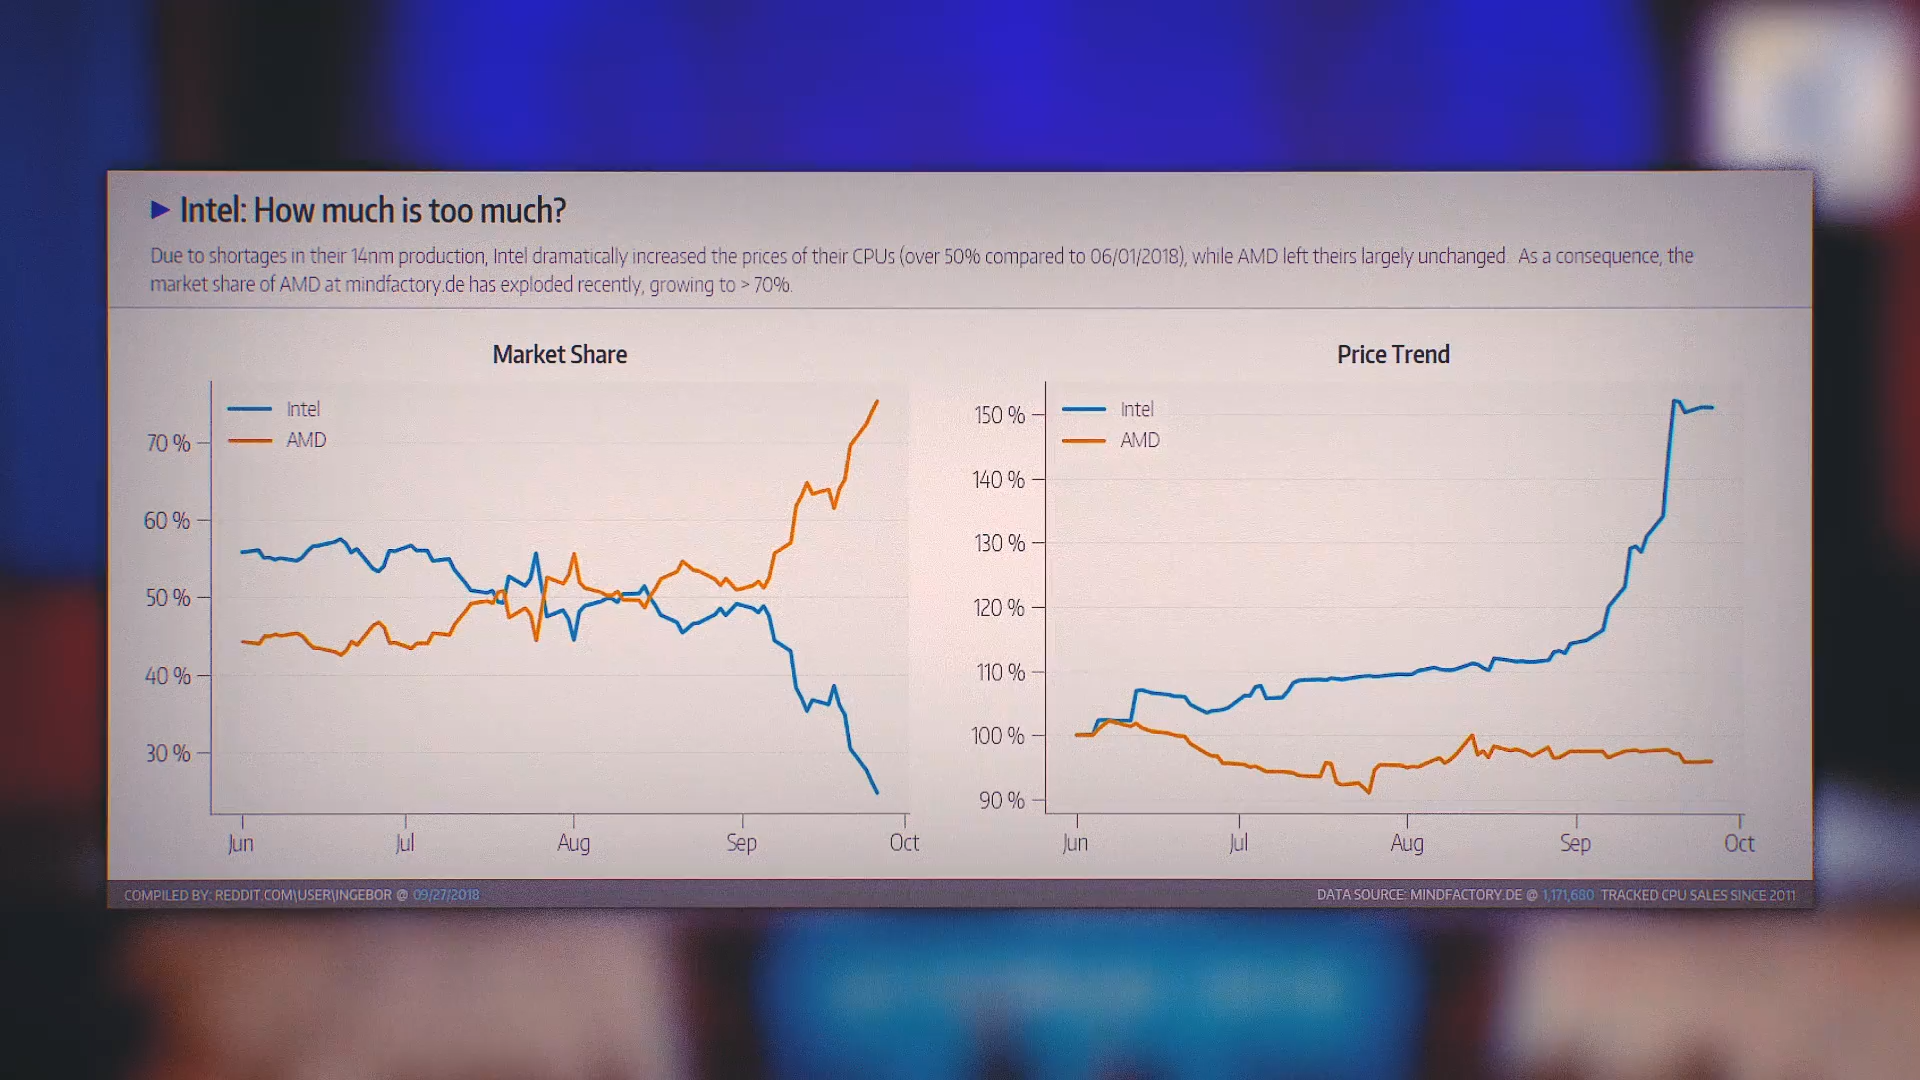 Intel: How much is too much?
Due to shortages in their 14nm production, Intel dramatically increased the prices of their CPUs (over 50% compared to 06/01/2018), while AMD left theirs largely unchanged. As a consequence, the
market share of AMD at mindfactory.de has exploded recently, growing to > 70%.
Market Share
Intel
AMD
70 %
60 %
50 %
40 %
30 %
Jun Jul Aug Sep Oct
Price Trend
Intel
AMD
150 %
140 %
130 %
120 %
110 %
100 %
90 %
Jun Jul Aug Sep Oct
COMPILED BY: REDDIT.COM\USER\INGEBOR @ 09/27/2018
DATA SOURCE: MINDFACTORY.DE @ 1,171,680 TRACKED CPU SALES SINCE 2011